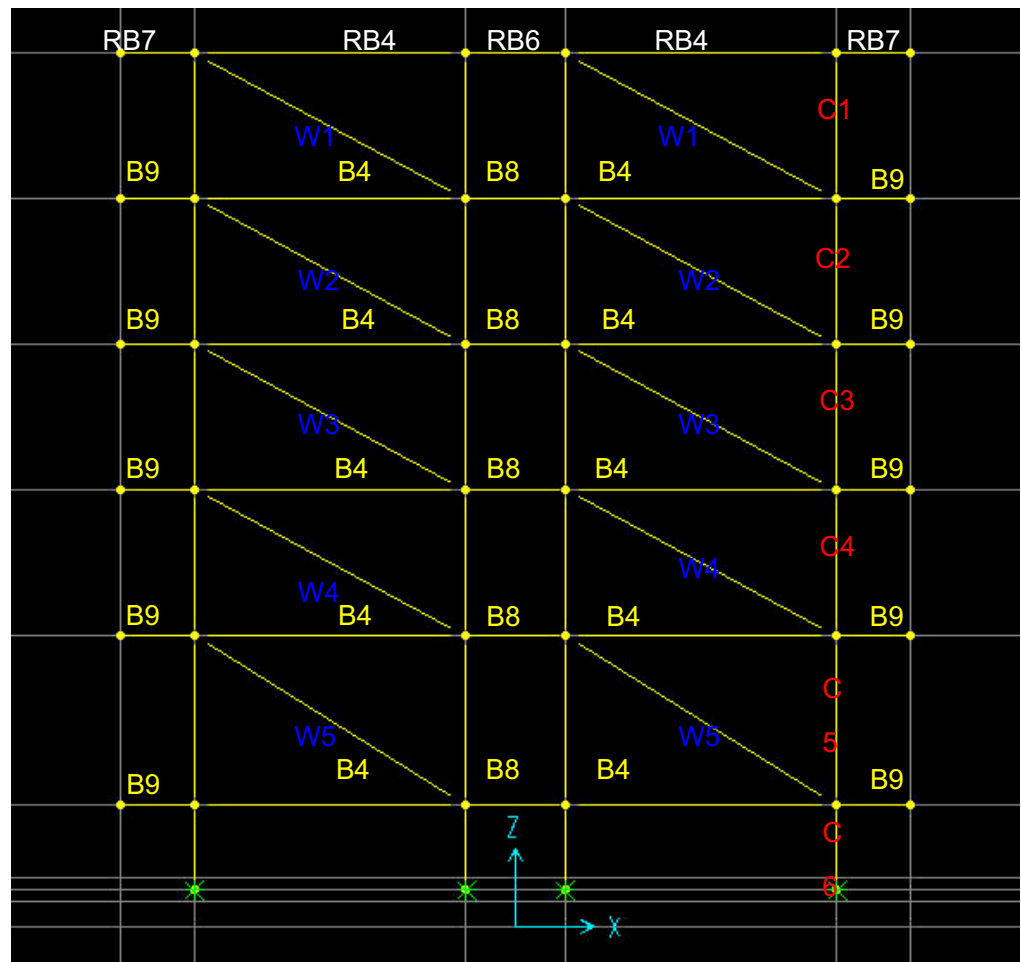 RB7 RB4 RB6 RB4 RB7
C1
W1 W1
B9 B4 B8 B4 B9
C2
W2 W2
B9 B4 B8 B4 B9
C3
W3 W3
B9 B4 B8 B4 B9
C4
W4 W4
B9 B4 B8 B4 B9
C
W5 W5 5
B9 B4 B8 B4 B9
Z C
6
X